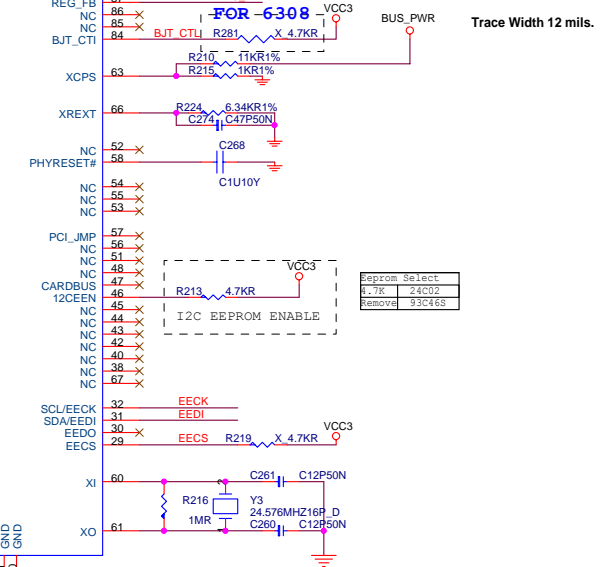 REG_FB
NC 86
NC 85
BJT_CTI 84 BJT_CTL
FOR 6308
R281 X_4.7KR
VCC3
BUS_PWR
Trace Width 12 mils.
R210 11KR1%
XCPS 63
R215 1KR1%
XREXT 66
R224 6.34KR1%
C274 C47P50N
NC 52
PHYRESET# 58
C268
C1U10Y
NC 54
NC 55
NC 53
PCI_JMP 57
NC 56
NC 51
NC 48
CARDBUS 47
12CEEN 46
R213 4.7KR
VCC3
I2C EEPROM ENABLE
Eeprom Select
4.7K 24C02
Remove 93C46S
NC 45
NC 44
NC 43
NC 42
NC 40
NC 38
NC 67
SCL/EECK 32 EECK
SDA/EEDI 31 EEDI
EEDO 30
EECS 29 EECS
R219 X_4.7KR
VCC3
XI 60
C261 C12P50N
R216
1MR
Y3
24.576MHZ16P_D
XO 61
C260 C12P50N
GND
GND